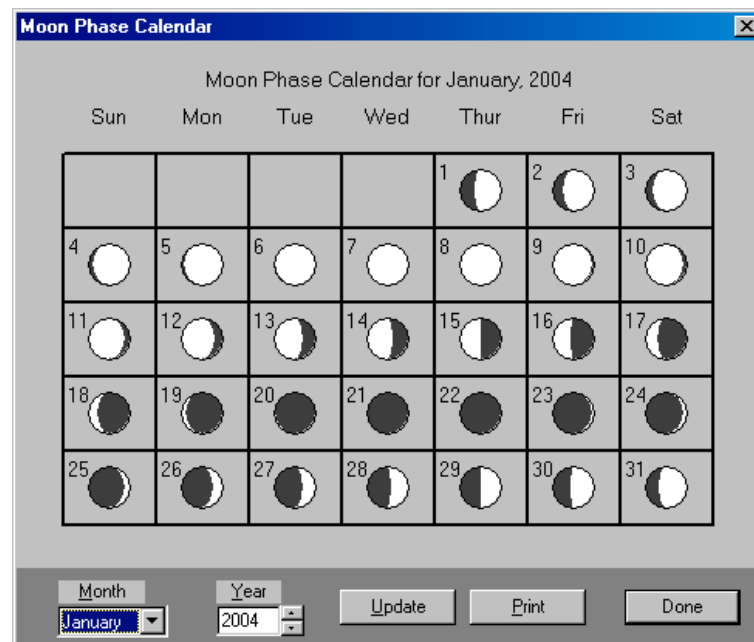 Moon Phase Calendar
Moon Phase Calendar for January, 2004
Sun Mon Tue Wed Thur Fri Sat
1 2 3
4 5 6 7 8 9 10
11 12 13 14 15 16 17
18 19 20 21 22 23 24
25 26 27 28 29 30 31
Month Year
January 2004 Update Print Done